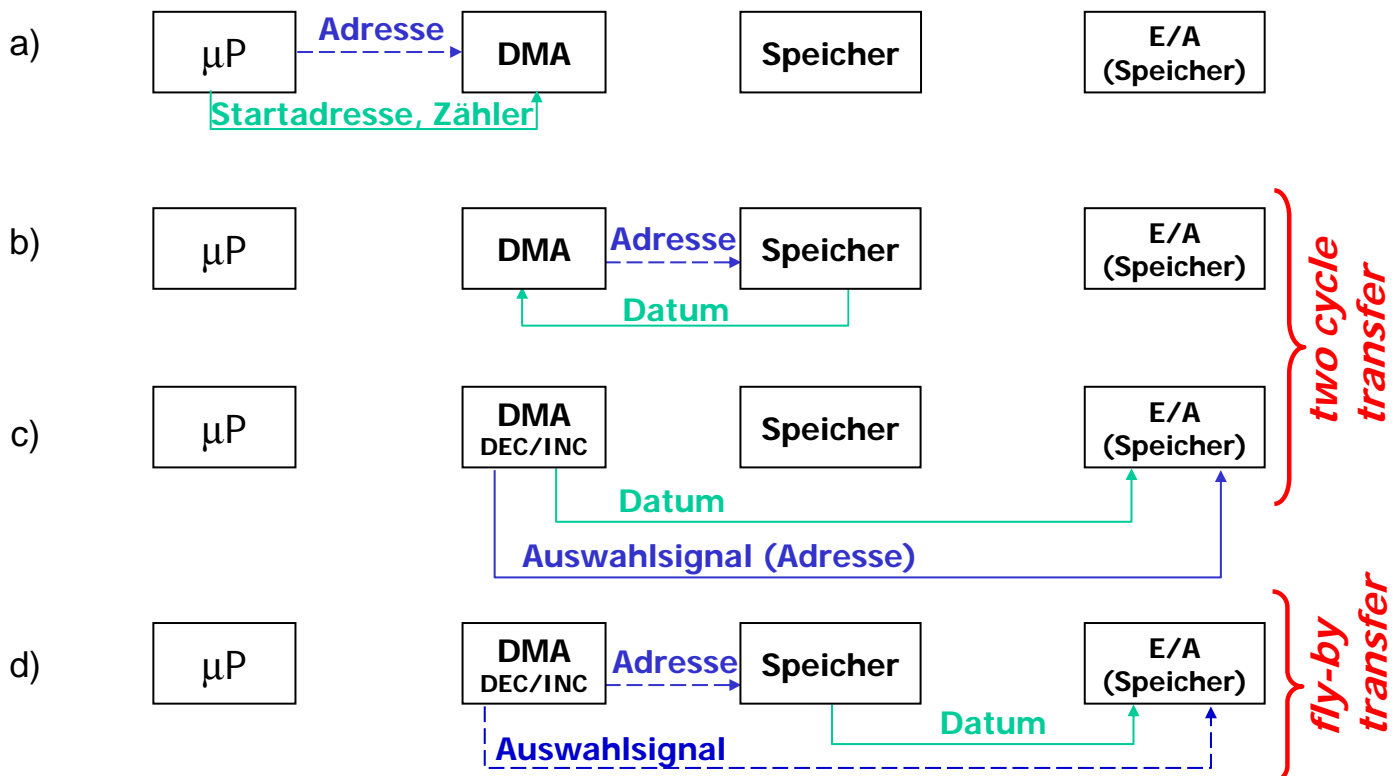 a)
μP
Adresse
DMA
Speicher
E/A
(Speicher)
Startadresse, Zähler
b)
μP
DMA
Adresse
Speicher
E/A
(Speicher)
Datum
two cycle
transfer
c)
μP
DMA
DEC/INC
Speicher
E/A
(Speicher)
Datum
Auswahlsignal (Adresse)
d)
μP
DMA
DEC/INC
Adresse
Speicher
E/A
(Speicher)
Datum
Auswahlsignal
fly-by
transfer